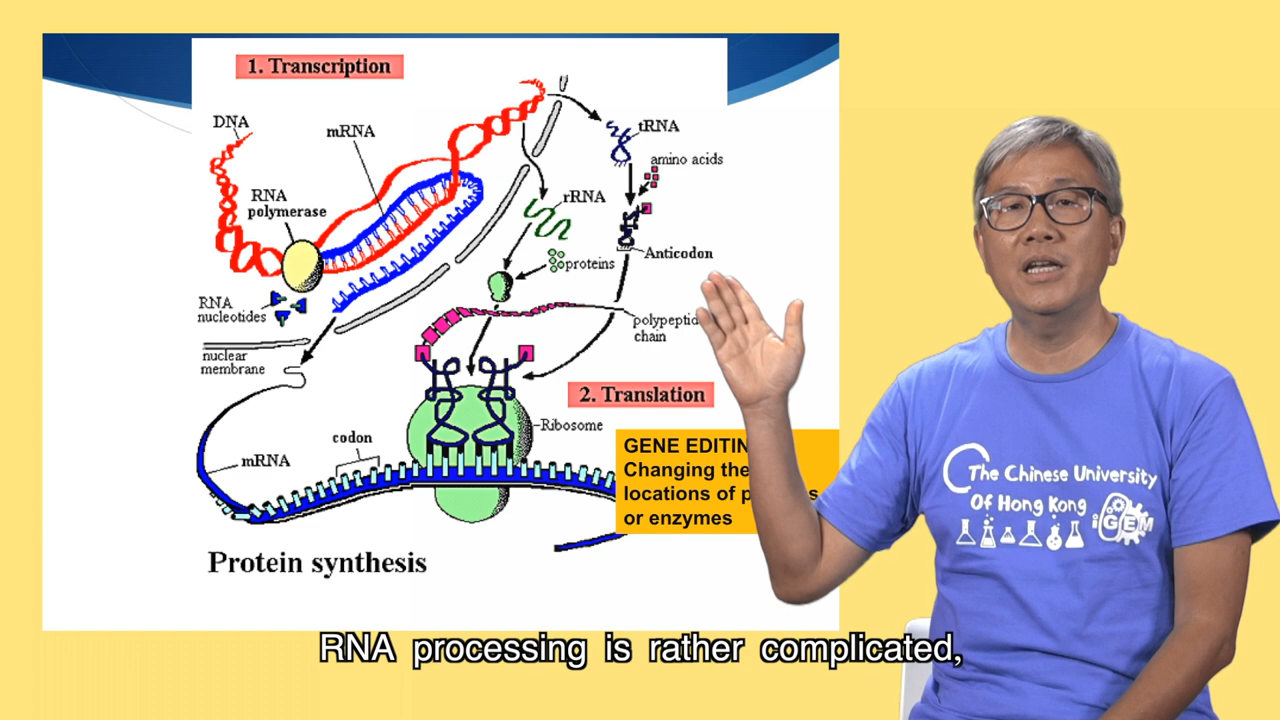 1. Transcription
DNA
mRNA
tRNA
amino acids
RNA
polymerase
rRNA
Anticodon
proteins
RNA
nucleotides
polypeptid
chain
nuclear
membrane
2. Translation
Ribosome
codon
mRNA
GENE EDITIN
Changing the
locations of p s
or enzymes
Protein synthesis
The Chinese University
Of Hong Kong
iGEM
RNA processing is rather complicated,